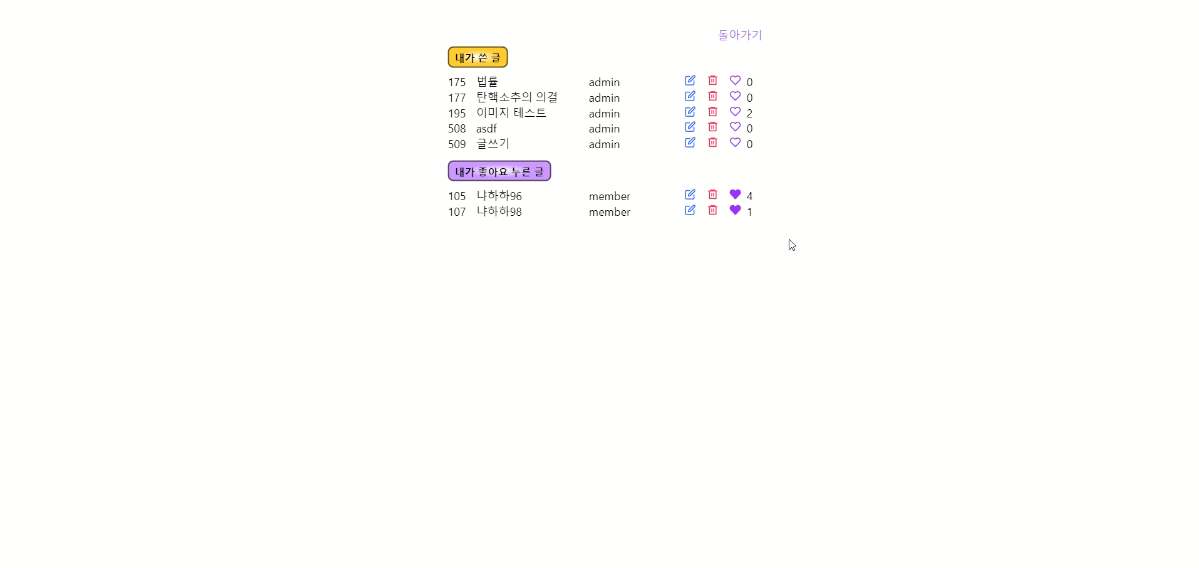 돌아가기
내가 쓴 글
175 법률 admin 0
177 탄핵소추의 의결 admin 0
195 이미지 테스트 admin 2
508 asdf admin 0
509 글쓰기 admin 0
내가 좋아요 누른 글
105 냐하하96 member 4
107 냐하하98 member 1